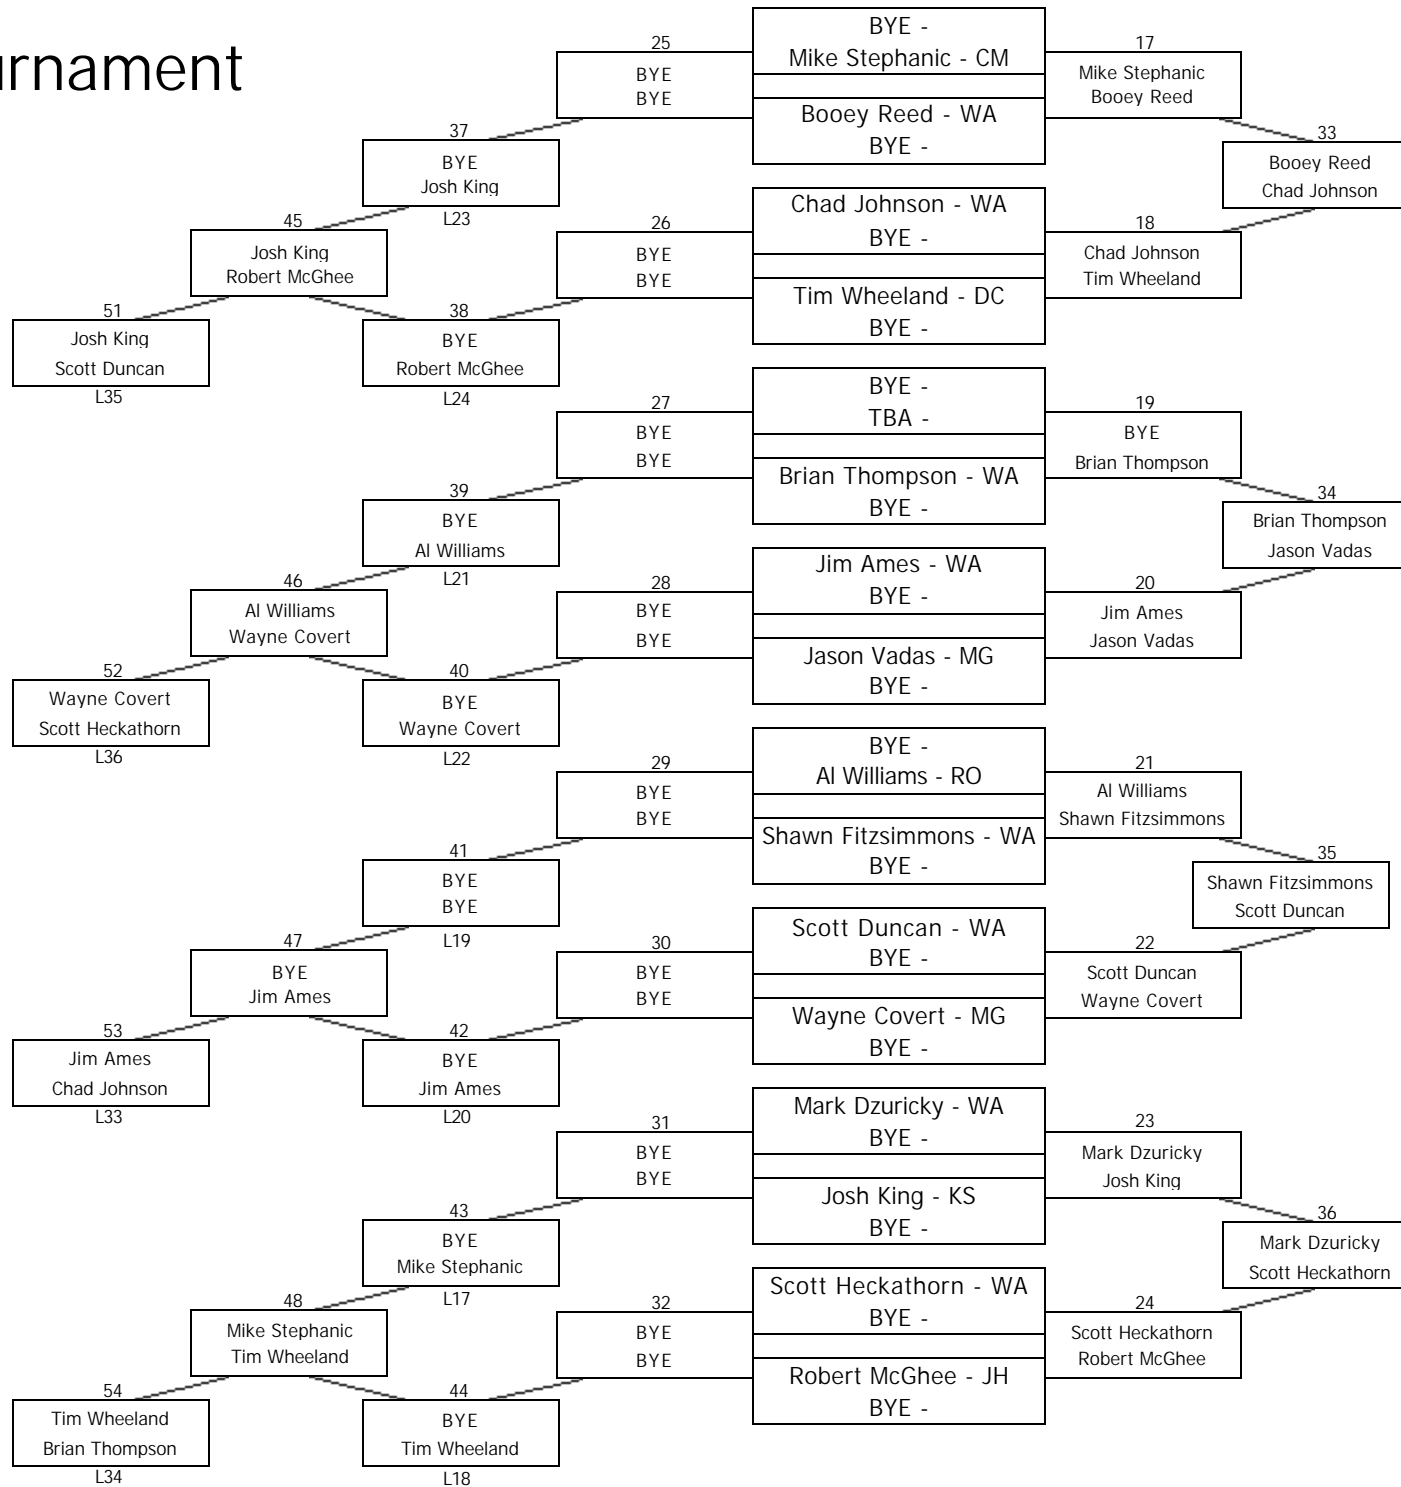 urnament
25
BYE
BYE
BYE -
Mike Stephanic - CM
Booey Reed - WA
BYE -
17
Mike Stephanic
Booey Reed
37
BYE
Josh King
L23
33
Booey Reed
Chad Johnson
45
Josh King
Robert McGhee
26
BYE
BYE
Chad Johnson - WA
BYE -
Tim Wheeland - DC
BYE -
18
Chad Johnson
Tim Wheeland
51
Josh King
Scott Duncan
L35
38
BYE
Robert McGhee
L24
27
BYE
BYE
BYE -
TBA -
Brian Thompson - WA
BYE -
19
BYE
Brian Thompson
39
BYE
Al Williams
L21
34
Brian Thompson
Jason Vadas
46
Al Williams
Wayne Covert
28
BYE
BYE
Jim Ames - WA
BYE -
Jason Vadas - MG
BYE -
20
Jim Ames
Jason Vadas
52
Wayne Covert
Scott Heckathorn
L36
40
BYE
Wayne Covert
L22
29
BYE
BYE
BYE -
Al Williams - RO
Shawn Fitzsimmons - WA
BYE -
21
Al Williams
Shawn Fitzsimmons
41
BYE
BYE
L19
35
Shawn Fitzsimmons
Scott Duncan
47
BYE
Jim Ames
30
BYE
BYE
Scott Duncan - WA
BYE -
Wayne Covert - MG
BYE -
22
Scott Duncan
Wayne Covert
53
Jim Ames
Chad Johnson
L33
42
BYE
Jim Ames
L20
31
BYE
BYE
Mark Dzuricky - WA
BYE -
Josh King - KS
BYE -
23
Mark Dzuricky
Josh King
43
BYE
Mike Stephanic
L17
36
Mark Dzuricky
Scott Heckathorn
48
Mike Stephanic
Tim Wheeland
32
BYE
BYE
Scott Heckathorn - WA
BYE -
Robert McGhee - JH
BYE -
24
Scott Heckathorn
Robert McGhee
54
Tim Wheeland
Brian Thompson
L34
44
BYE
Tim Wheeland
L18